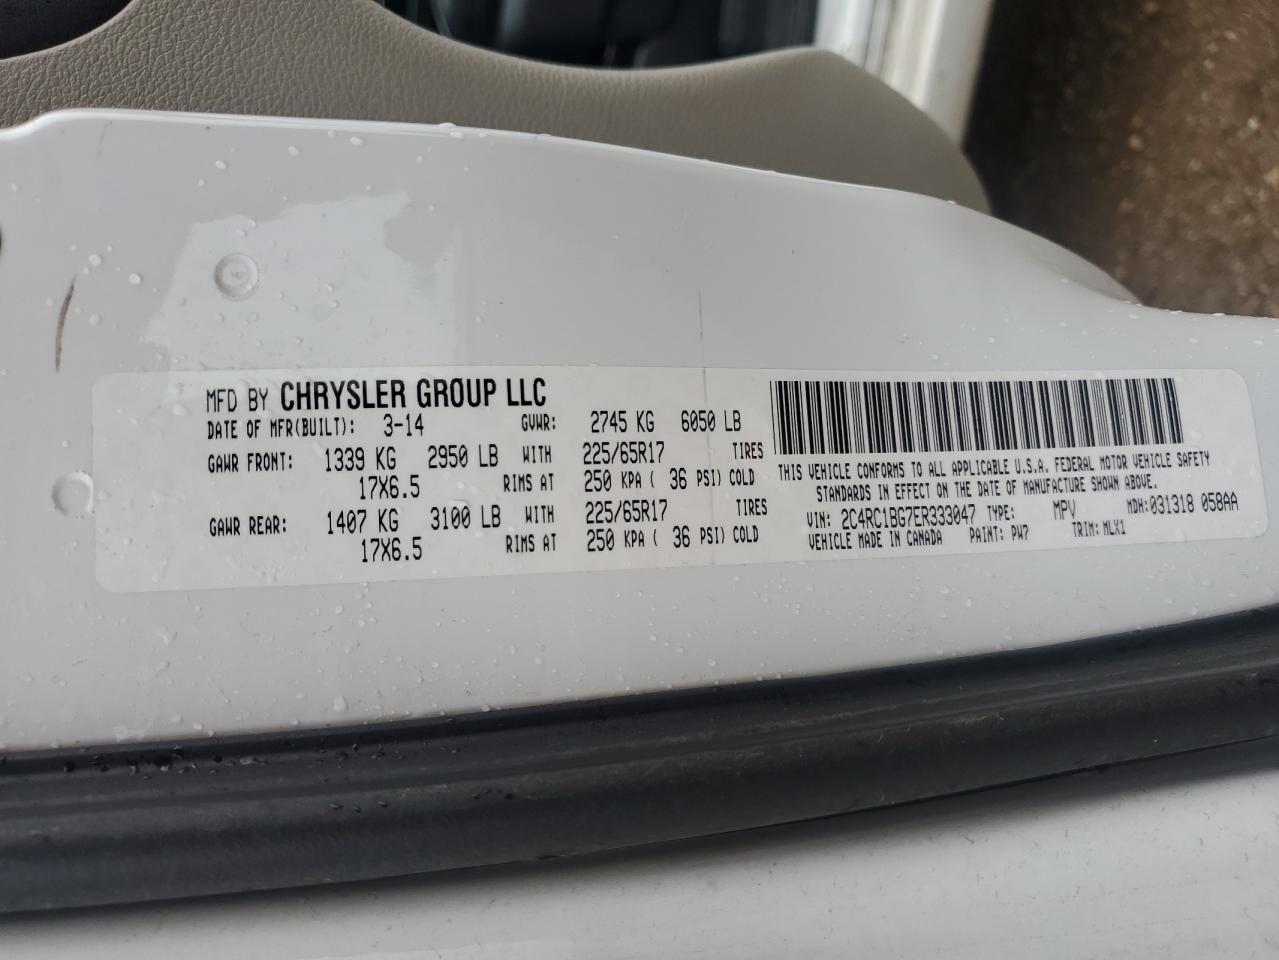 MFD BY CHRYSLER GROUP LLC
DATE OF MFR(BUILT): 3-14 GVWR: 2745 KG 6050 LB
GAWR FRONT: 1339 KG 2950 LB WITH 225/65R17 TIRES
17X6.5 RIMS AT 250 KPA ( 36 PSI) COLD
GAWR REAR: 1407 KG 3100 LB WITH 225/65R17 TIRES
17X6.5 RIMS AT 250 KPA ( 36 PSI) COLD
THIS VEHICLE CONFORMS TO ALL APPLICABLE U.S.A. FEDERAL MOTOR VEHICLE SAFETY
STANDARDS IN EFFECT ON THE DATE OF MANUFACTURE SHOWN ABOVE.
VIN: 2C4RC1BG7ER333047 TYPE: MPV MDH:031318 058AA
VEHICLE MADE IN CANADA PAINT: PW7 TRIM: MLX1